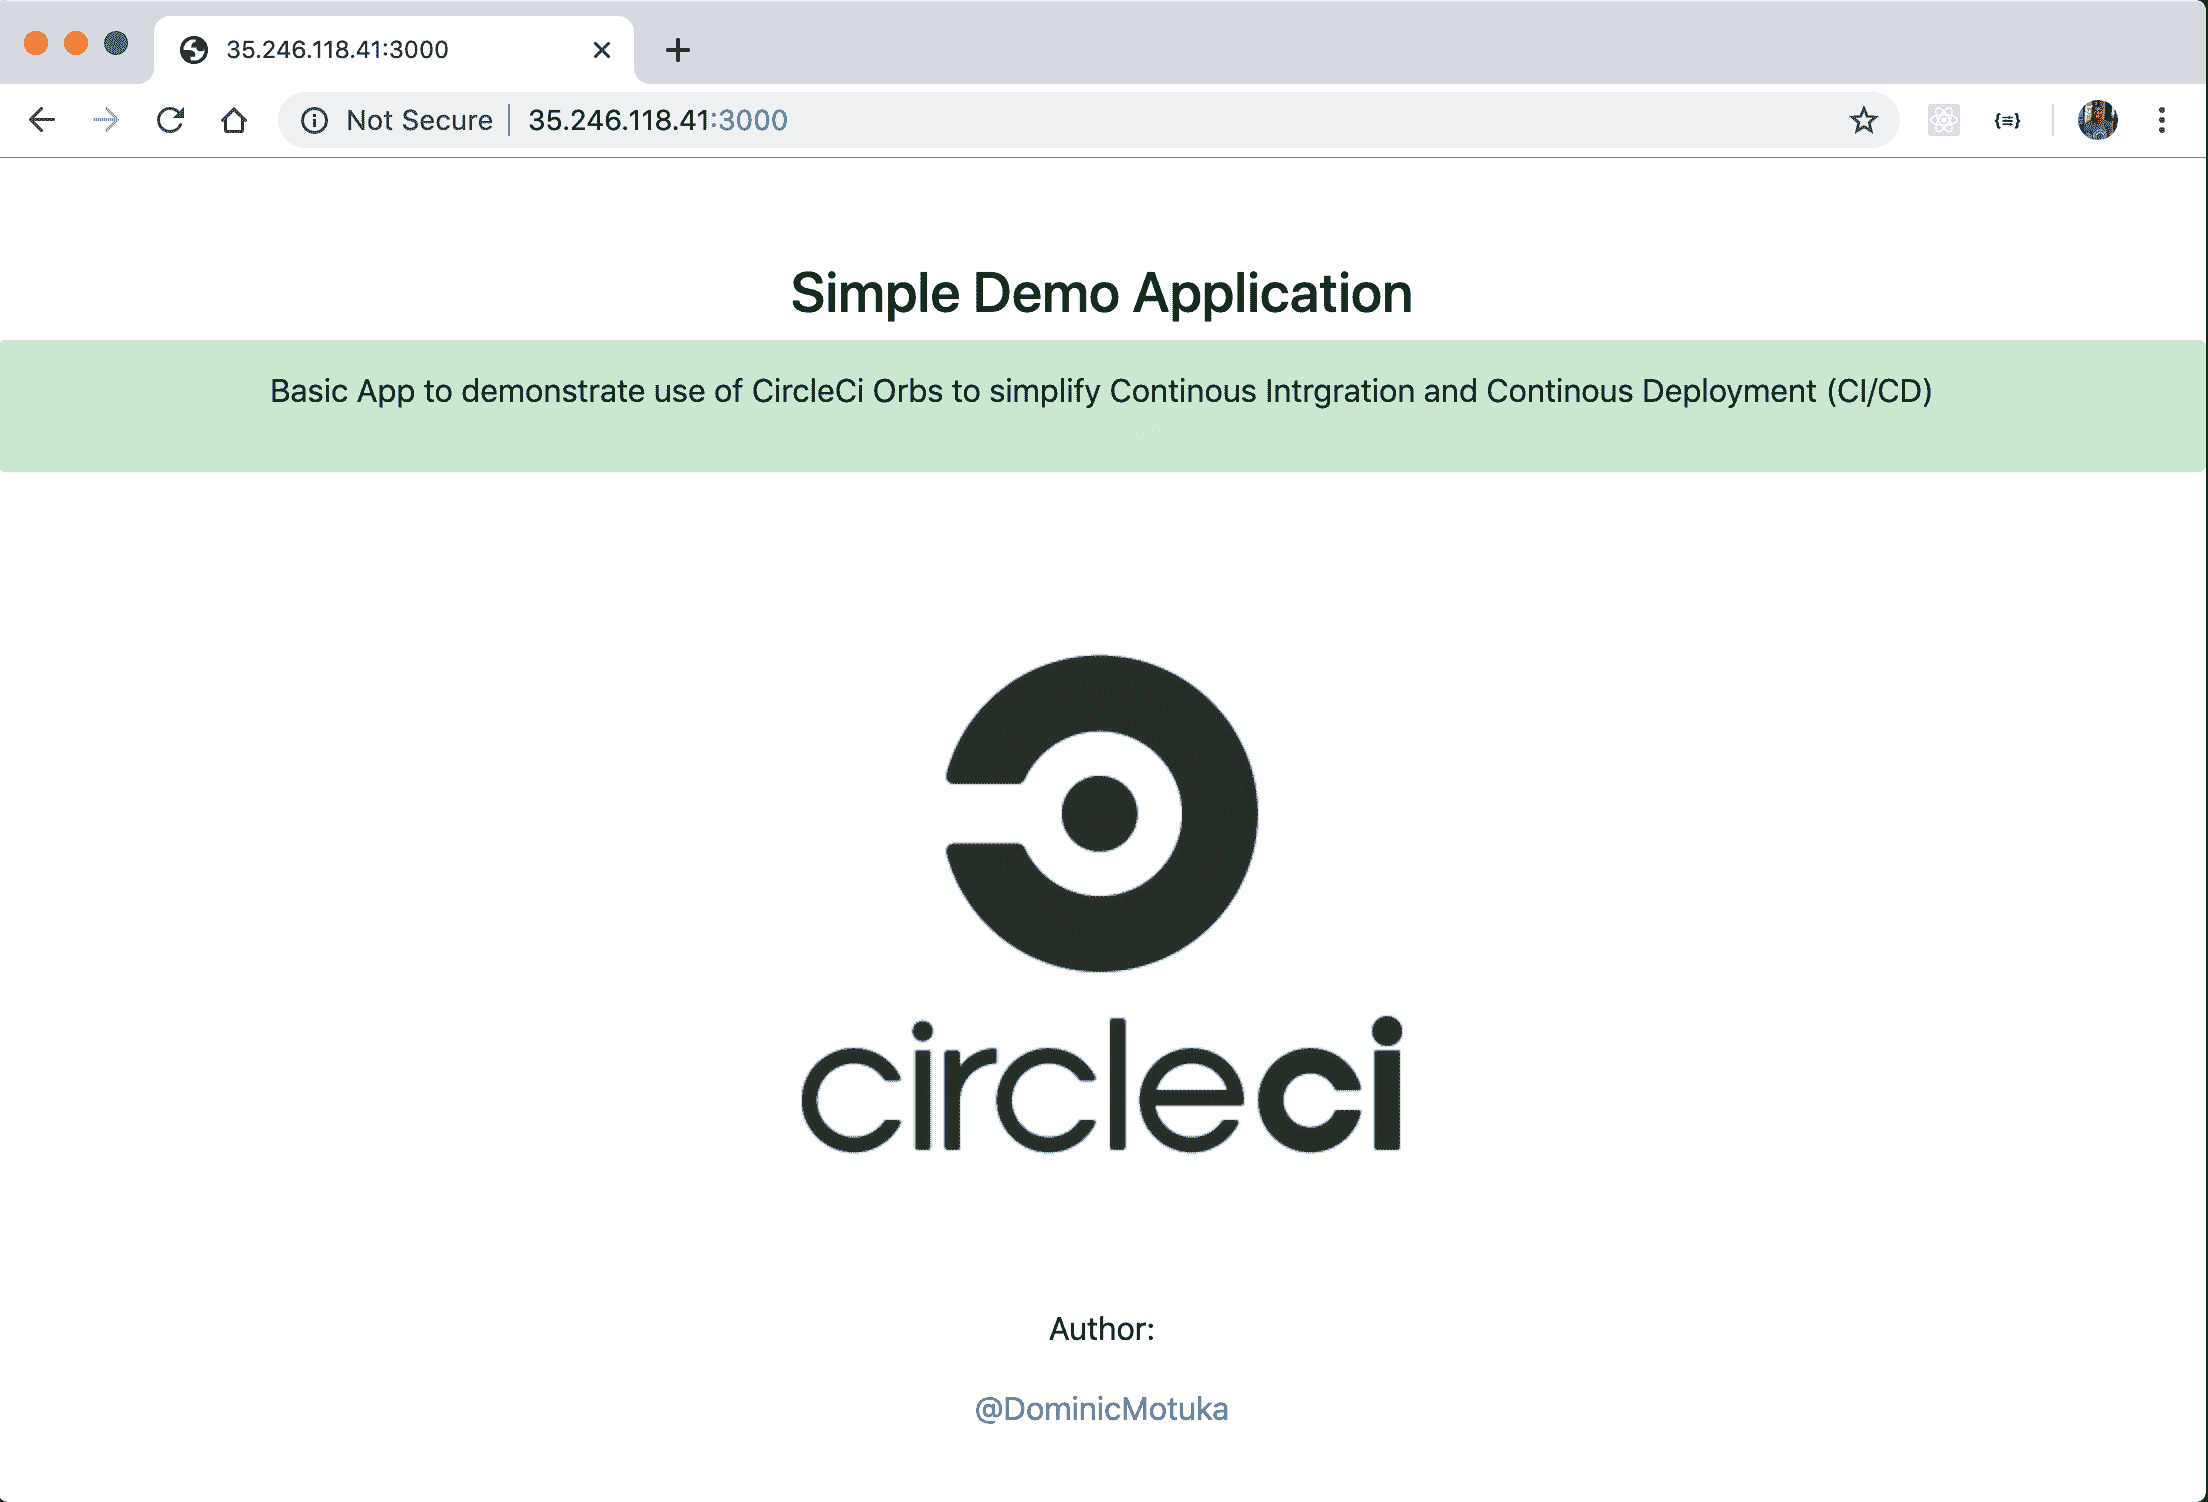 35.246.118.41:3000
Not Secure 35.246.118.41:3000
Simple Demo Application
Basic App to demonstrate use of CircleCi Orbs to simplify Continous Intrgration and Continous Deployment (CI/CD)
circleci
Author:
@DominicMotuka